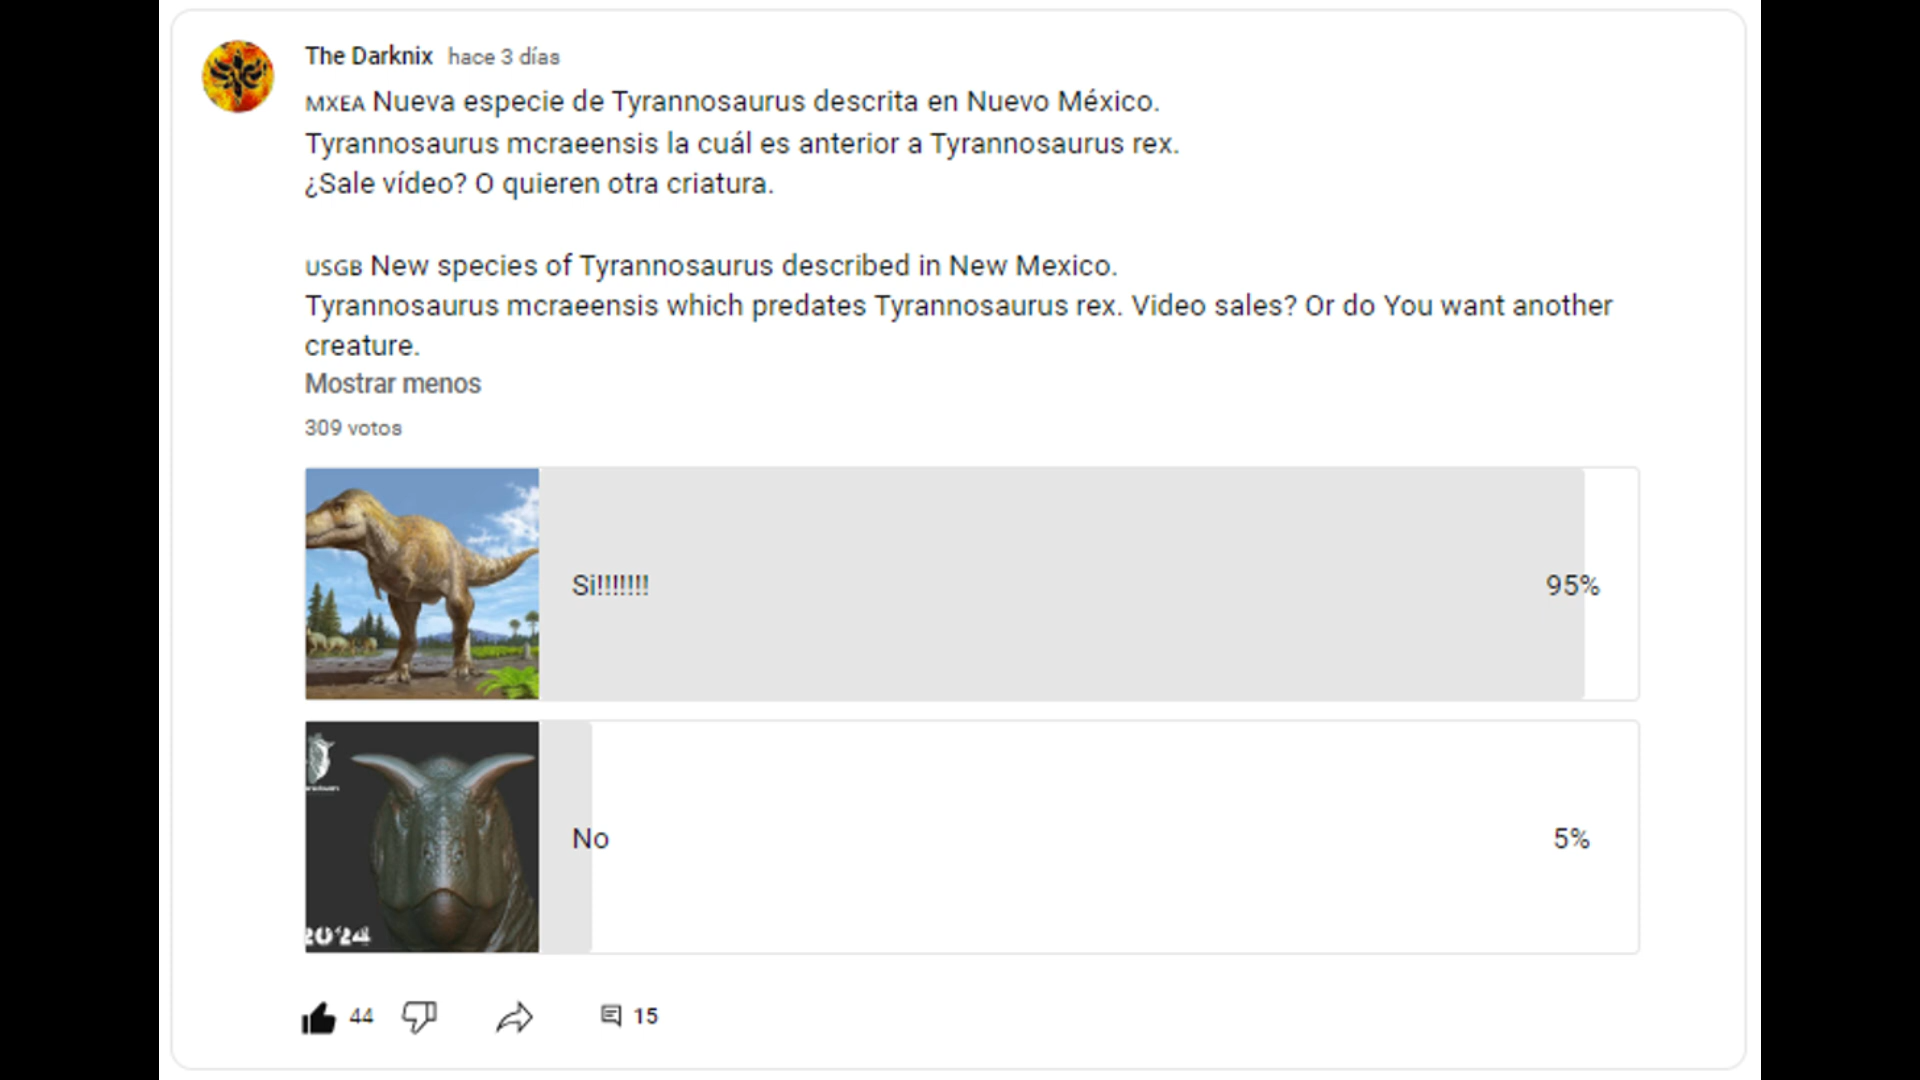 The Darknix hace 3 días
MXEA Nueva especie de Tyrannosaurus descrita en Nuevo México.
Tyrannosaurus mcraeensis la cuál es anterior a Tyrannosaurus rex.
¿Sale vídeo? O quieren otra criatura.
USGB New species of Tyrannosaurus described in New Mexico.
Tyrannosaurus mcraeensis which predates Tyrannosaurus rex. Video sales? Or do You want another
creature.
Mostrar menos
309 votos
Si!!!!!!! 95%
No 5%
2024
44 15